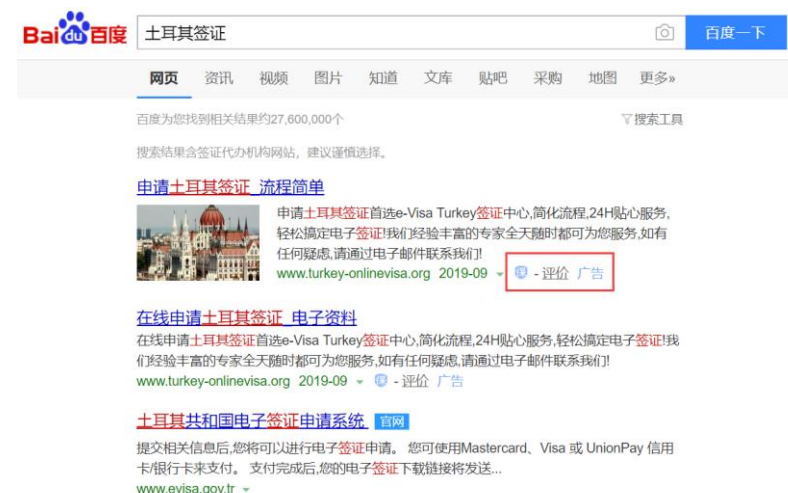 Bai du 百度 土耳其签证 百度一下
网页 资讯 视频 图片 知道 文库 贴吧 采购 地图 更多»
百度为您找到相关结果约27,600,000个 搜索工具
搜索结果含签证代办机构网站，建议谨慎选择。
申请土耳其签证_流程简单
申请土耳其签证首选e-Visa Turkey签证中心,简化流程,24H贴心服务,
轻松搞定电子签证!我们经验丰富的专家全天随时都可为您服务,如有
任何疑虑,请通过电子邮件联系我们!
www.turkey-onlinevisa.org 2019-09 - 评价 广告
在线申请土耳其签证_电子资料
在线申请土耳其签证首选e-Visa Turkey签证中心,简化流程,24H贴心服务,轻松搞定电子签证!我
们经验丰富的专家全天随时都可为您服务,如有任何疑虑,请通过电子邮件联系我们!
www.turkey-onlinevisa.org 2019-09 - 评价 广告
土耳其共和国电子签证申请系统 官网
提交相关信息后,您将可以进行电子签证申请。 您可使用Mastercard、Visa 或 UnionPay 信用
卡/银行卡来支付。 支付完成后,您的电子签证下载链接将发送...
www.evisa.gov.tr